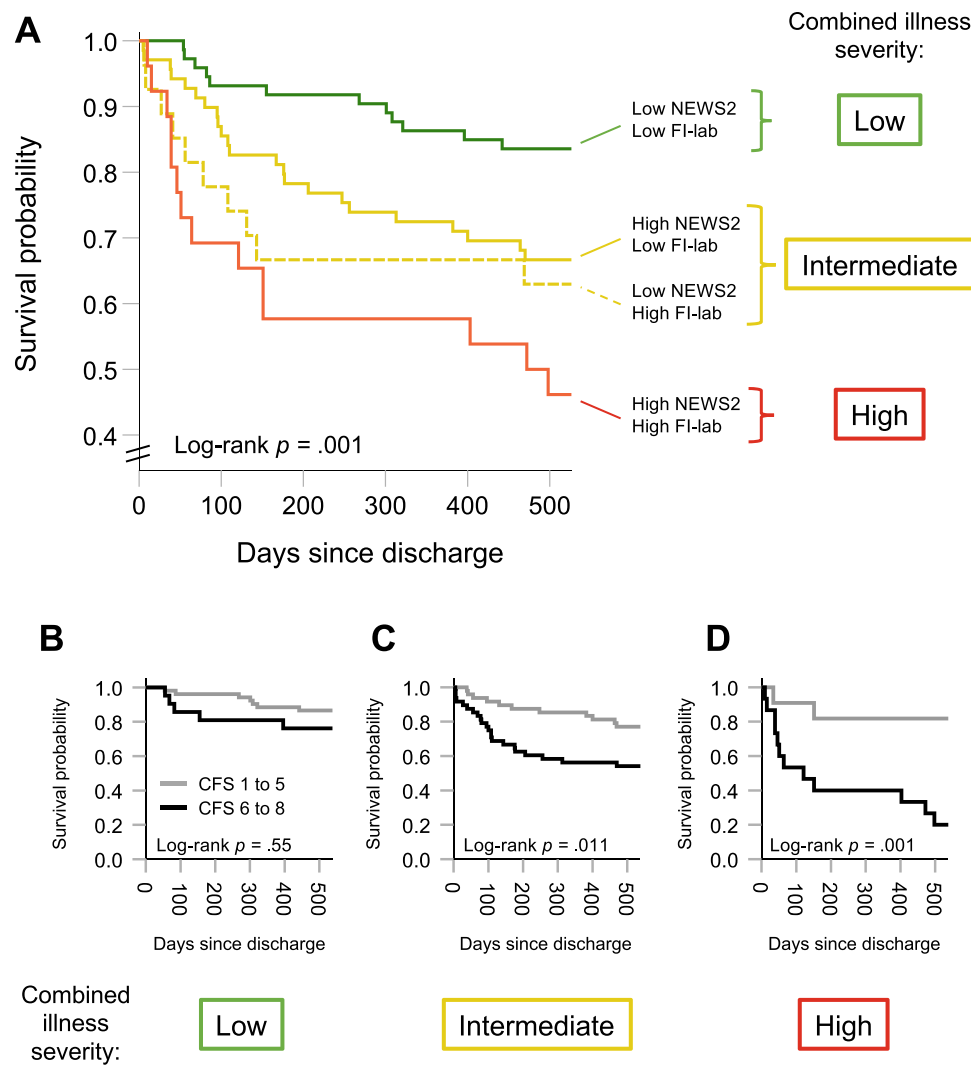 A
Combined illness
severity:
1.0
0.9
0.8
0.7
0.6
0.5
0.4
Survival probability
Low NEWS2
Low FI-lab
Low
High NEWS2
Low FI-lab
Intermediate
Low NEWS2
High FI-lab
High NEWS2
High FI-lab
High
Log-rank p = .001
0 100 200 300 400 500
Days since discharge
B
1.0
0.8
0.6
0.4
0.2
0.0
Survival probability
CFS 1 to 5
CFS 6 to 8
Log-rank p = .55
0 100 200 300 400 500
Days since discharge
C
1.0
0.8
0.6
0.4
0.2
0.0
Survival probability
Log-rank p = .011
0 100 200 300 400 500
Days since discharge
D
1.0
0.8
0.6
0.4
0.2
0.0
Survival probability
Log-rank p = .001
0 100 200 300 400 500
Days since discharge
Combined
illness
severity:
Low
Intermediate
High